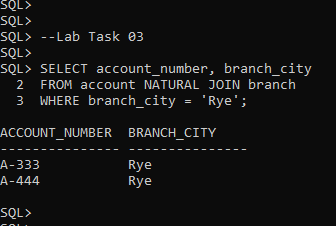 SQL>
SQL>
SQL> --Lab Task 03
SQL>
SQL> SELECT account_number, branch_city
  2  FROM account NATURAL JOIN branch
  3  WHERE branch_city = 'Rye';
ACCOUNT_NUMBER  BRANCH_CITY
--------------- ---------------
A-333           Rye
A-444           Rye
SQL>
SQL>